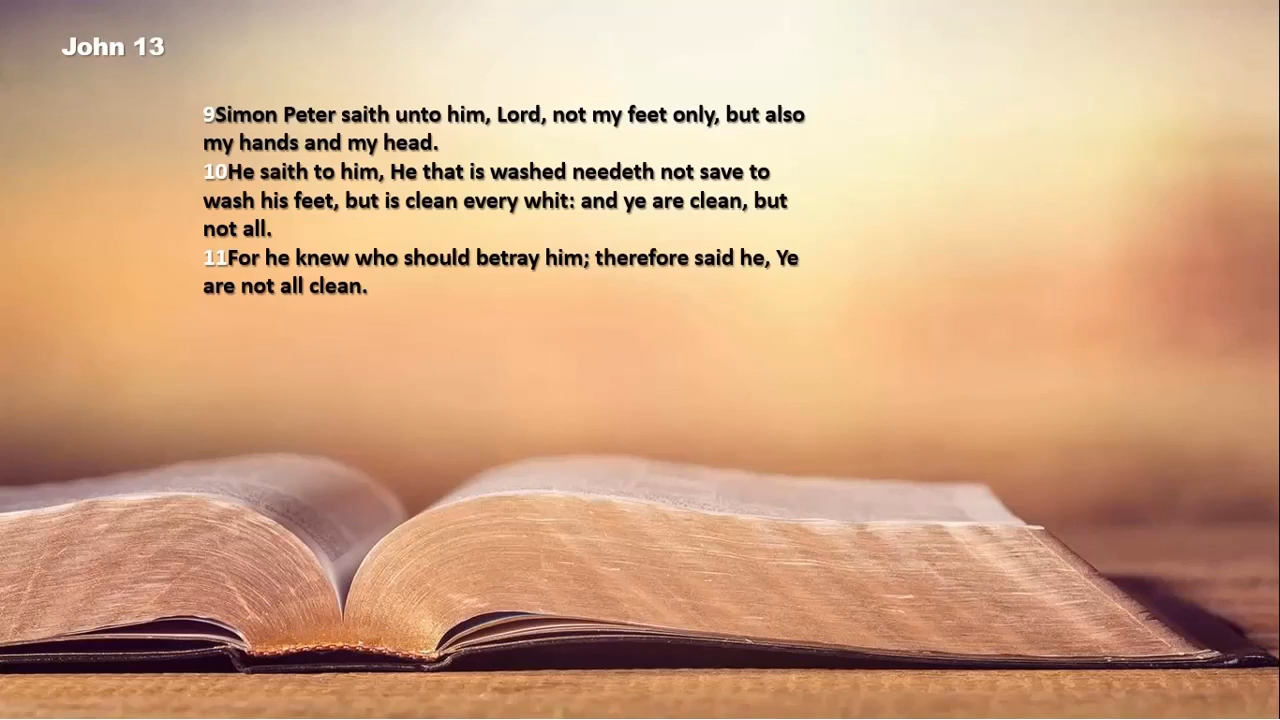 John 13
9Simon Peter saith unto him, Lord, not my feet only, but also
my hands and my head.
10He saith to him, He that is washed needeth not save to
wash his feet, but is clean every whit: and ye are clean, but
not all.
11For he knew who should betray him; therefore said he, Ye
are not all clean.